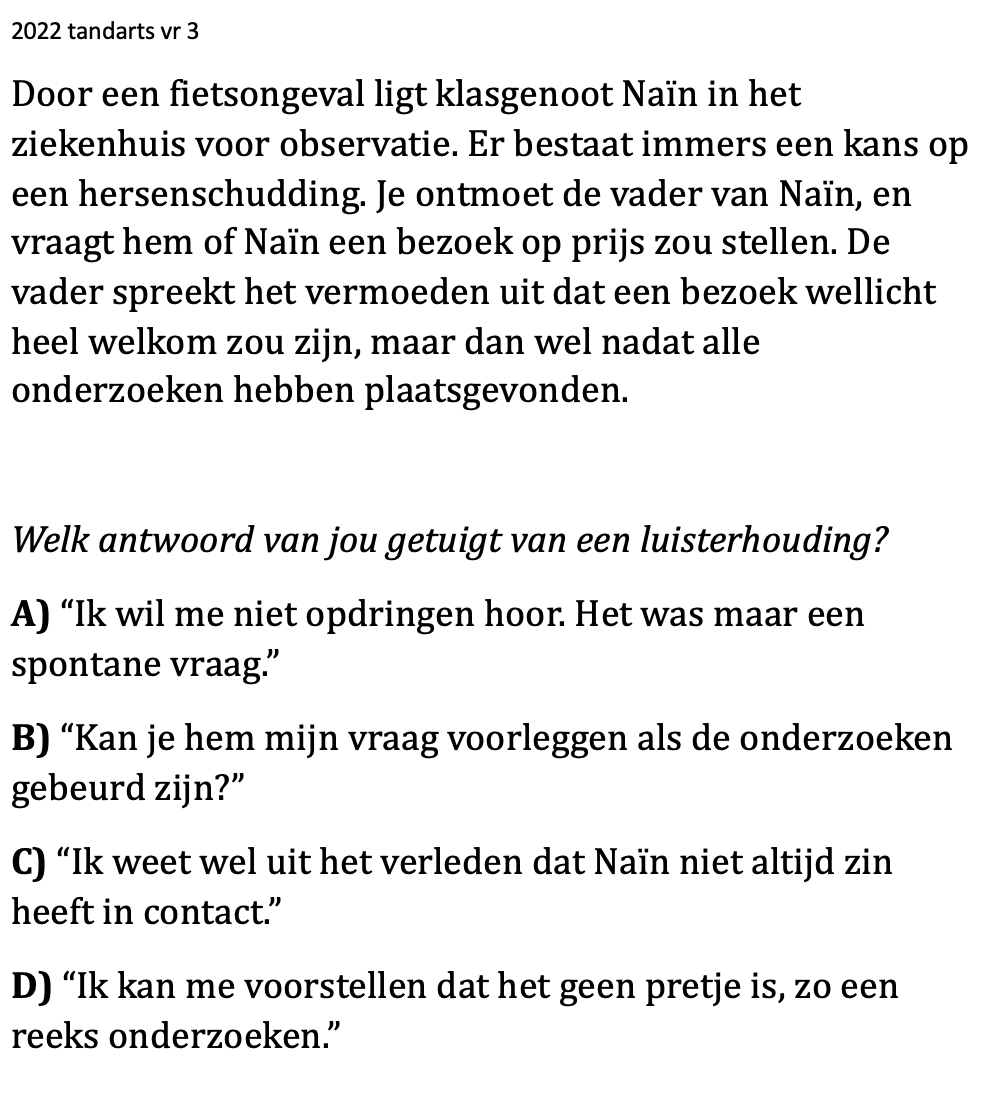 2022 tandarts vr 3
Door een fietsongeval ligt klasgenoot Naïn in het
ziekenhuis voor observatie. Er bestaat immers een kans op
een hersenschudding. Je ontmoet de vader van Naïn, en
vraagt hem of Naïn een bezoek op prijs zou stellen. De
vader spreekt het vermoeden uit dat een bezoek wellicht
heel welkom zou zijn, maar dan wel nadat alle
onderzoeken hebben plaatsgevonden.
Welk antwoord van jou getuigt van een luisterhouding?
A) “Ik wil me niet opdringen hoor. Het was maar een
spontane vraag.”
B) “Kan je hem mijn vraag voorleggen als de onderzoeken
gebeurd zijn?”
C) “Ik weet wel uit het verleden dat Naïn niet altijd zin
heeft in contact.”
D) “Ik kan me voorstellen dat het geen pretje is, zo een
reeks onderzoeken.”